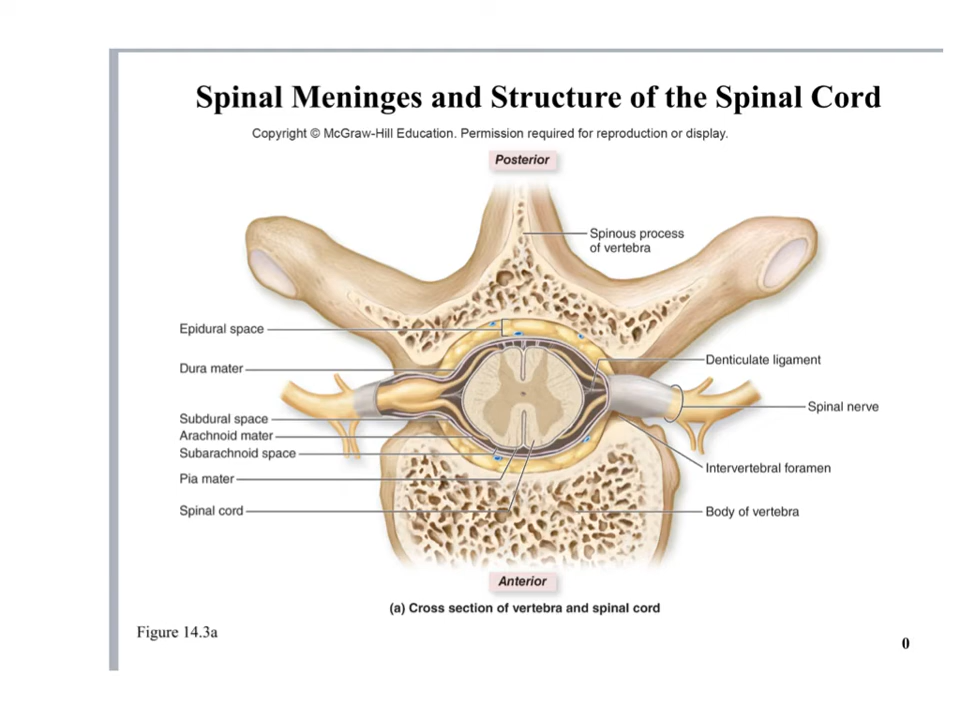 Spinal Meninges and Structure of the Spinal Cord
Copyright © McGraw-Hill Education. Permission required for reproduction or display.
Posterior
Spinous process
of vertebra
Epidural space
Dura mater
Subdural space
Arachnoid mater
Subarachnoid space
Pia mater
Spinal cord
Denticulate ligament
Spinal nerve
Intervertebral foramen
Body of vertebra
Anterior
(a) Cross section of vertebra and spinal cord
Figure 14.3a
0